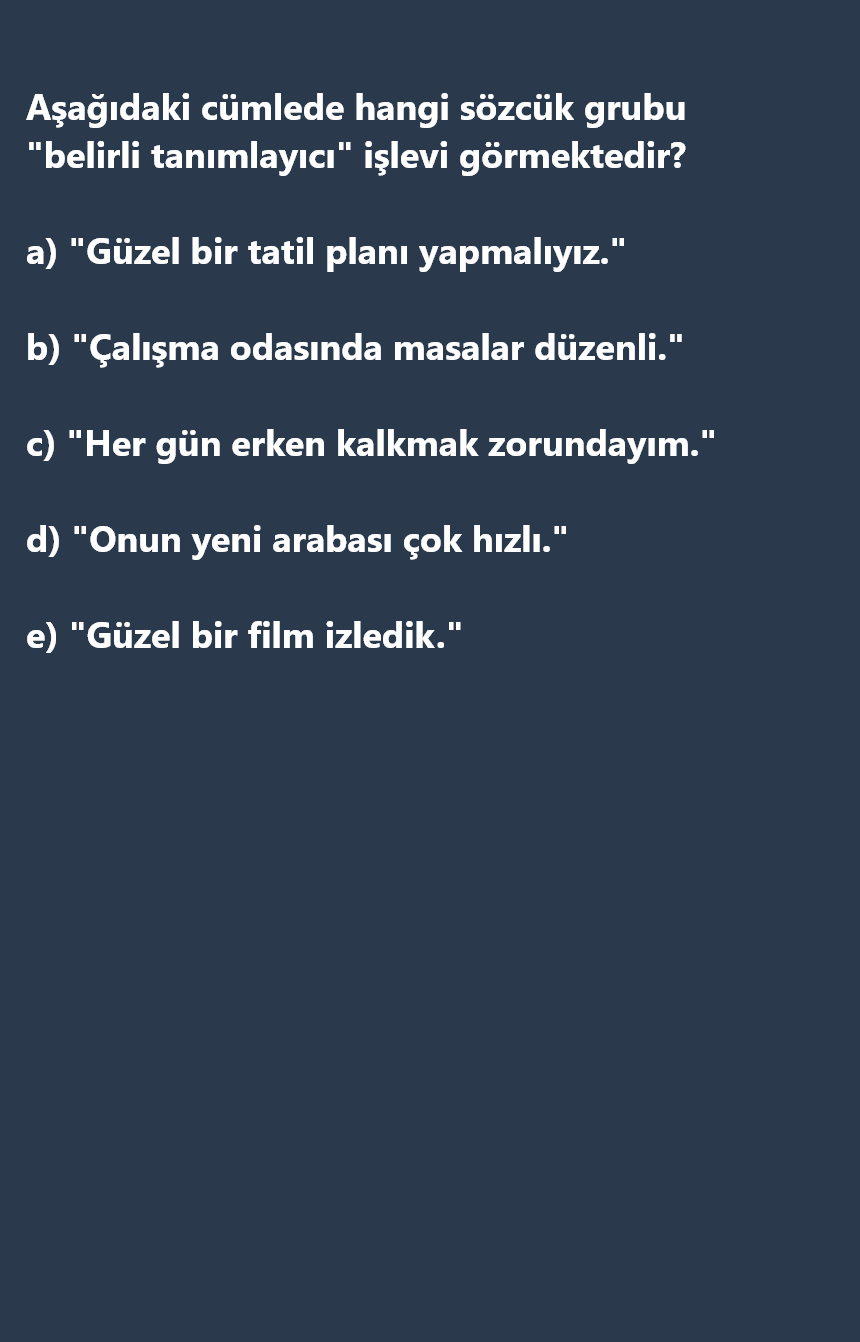 Aşağıdaki cümlede hangi sözcük grubu
"belirli tanımlayıcı" işlevi görmektedir?
a) "Güzel bir tatil planı yapmalıyız."
b) "Çalışma odasında masalar düzenli."
c) "Her gün erken kalkmak zorundayım."
d) "Onun yeni arabası çok hızlı."
e) "Güzel bir film izledik."